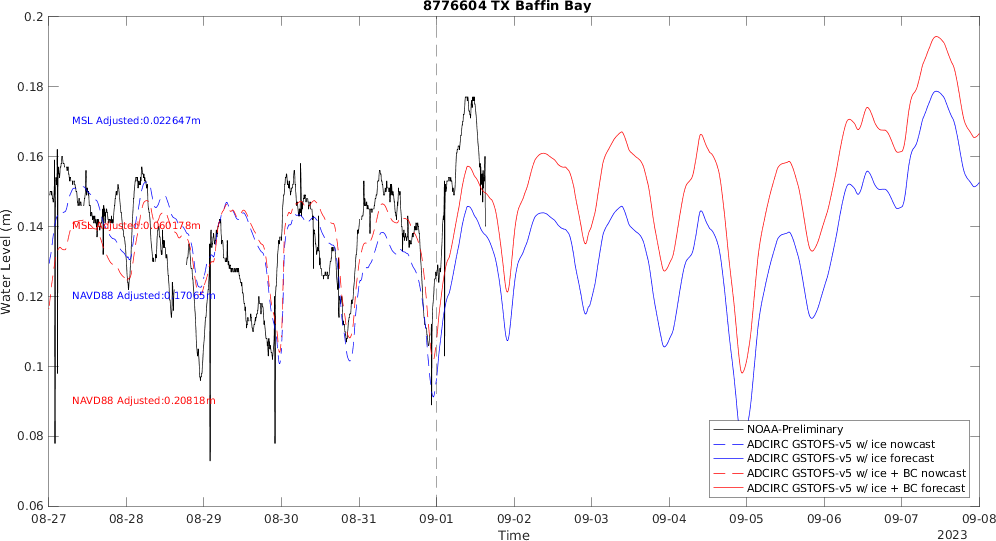 8776604 TX Baffin Bay
Water Level (m)
0.2
0.18
0.16
0.14
0.12
0.1
0.08
0.06
MSL Adjusted:0.022647m
MSL Adjusted:0.060178m
NAVD88 Adjusted:0.17065m
NAVD88 Adjusted:0.20818m
NOAA-Preliminary
ADCIRC GSTOFS-v5 w/ ice nowcast
ADCIRC GSTOFS-v5 w/ ice forecast
ADCIRC GSTOFS-v5 w/ ice + BC nowcast
ADCIRC GSTOFS-v5 w/ ice + BC forecast
08-27 08-28 08-29 08-30 08-31 09-01 09-02 09-03 09-04 09-05 09-06 09-07 09-08
Time
2023